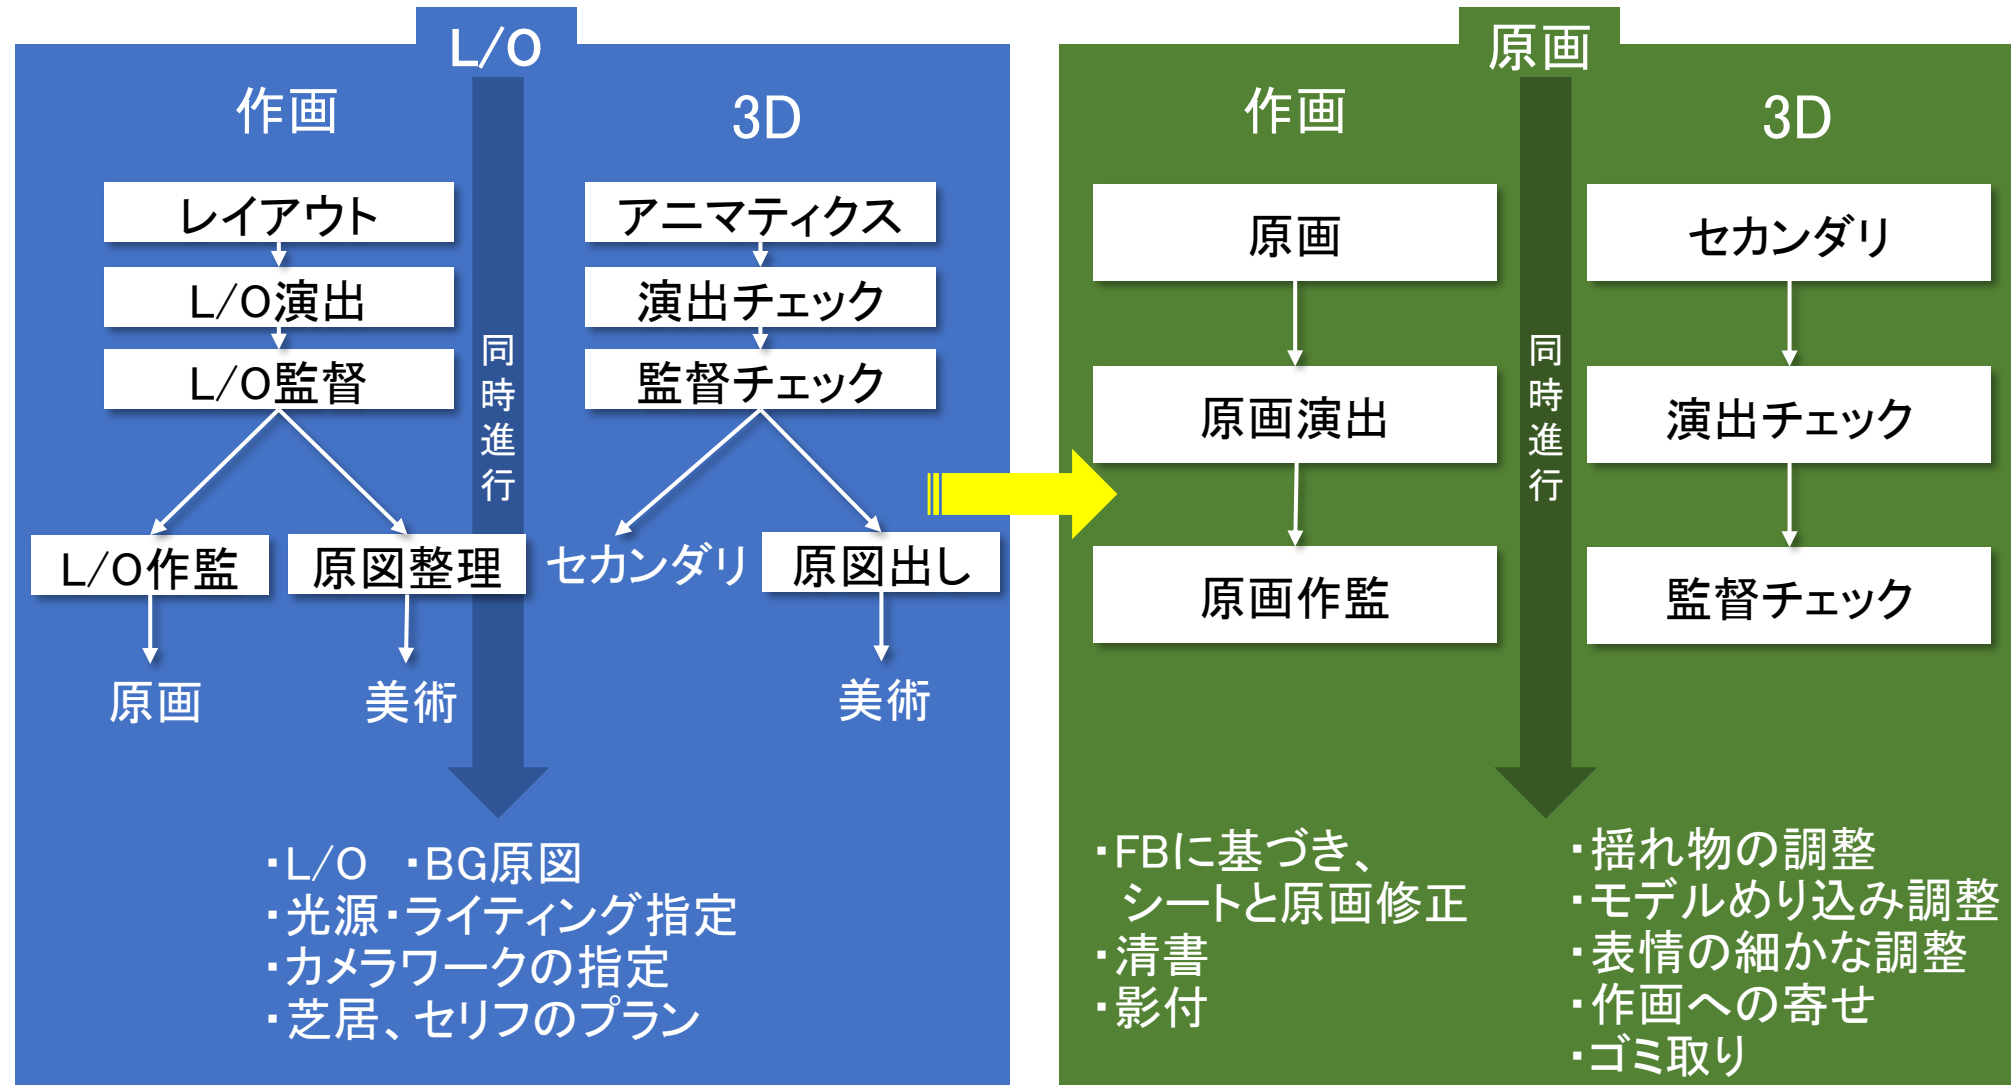 L/O
作画
3D
レイアウト
L/O演出
L/O監督
L/O作監
原図整理
原画
美術
同時進行
アニマティクス
演出チェック
監督チェック
セカンダリ
原図出し
美術
・L/O ・BG原図
・光源・ライティング指定
・カメラワークの指定
・芝居、セリフのプラン
原画
作画
3D
原画
原画演出
原画作監
同時進行
セカンダリ
演出チェック
監督チェック
・FBに基づき、
シートと原画修正
・清書
・影付
・揺れ物の調整
・モデルめり込み調整
・表情の細かな調整
・作画への寄せ
・ゴミ取り